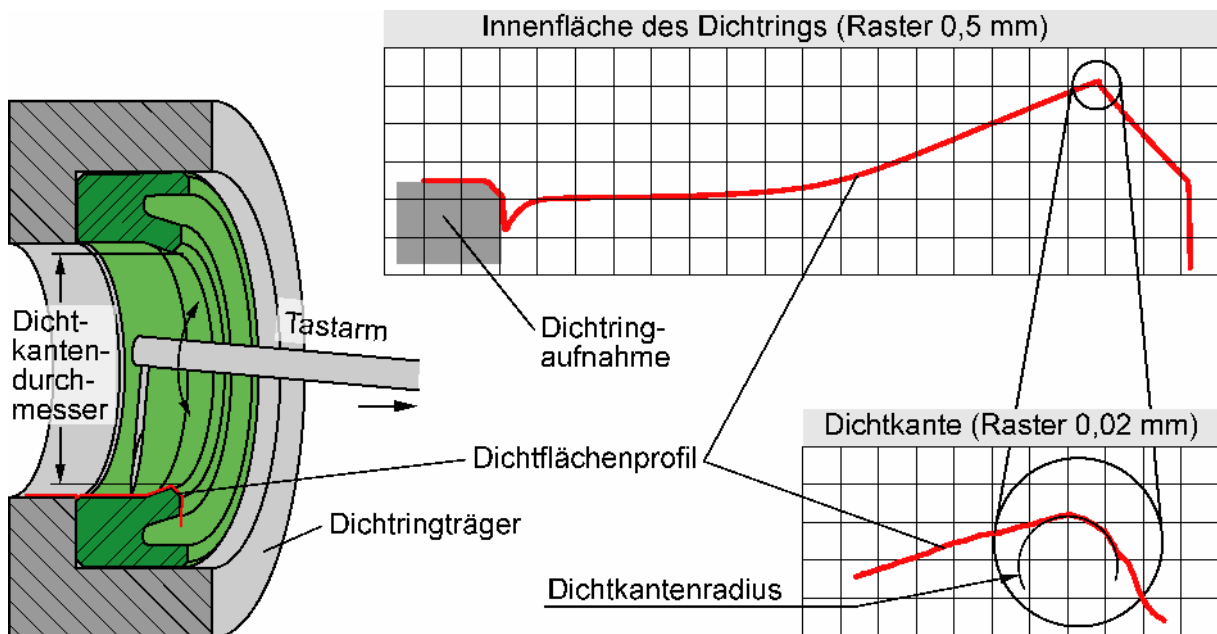 Innenfläche des Dichtrings (Raster 0,5 mm)
Dicht-
kanten-
durch-
messer
Tastarm
Dichtring-
aufnahme
Dichtkante (Raster 0,02 mm)
Dichtflächenprofil
Dichtringträger
Dichtkantenradius